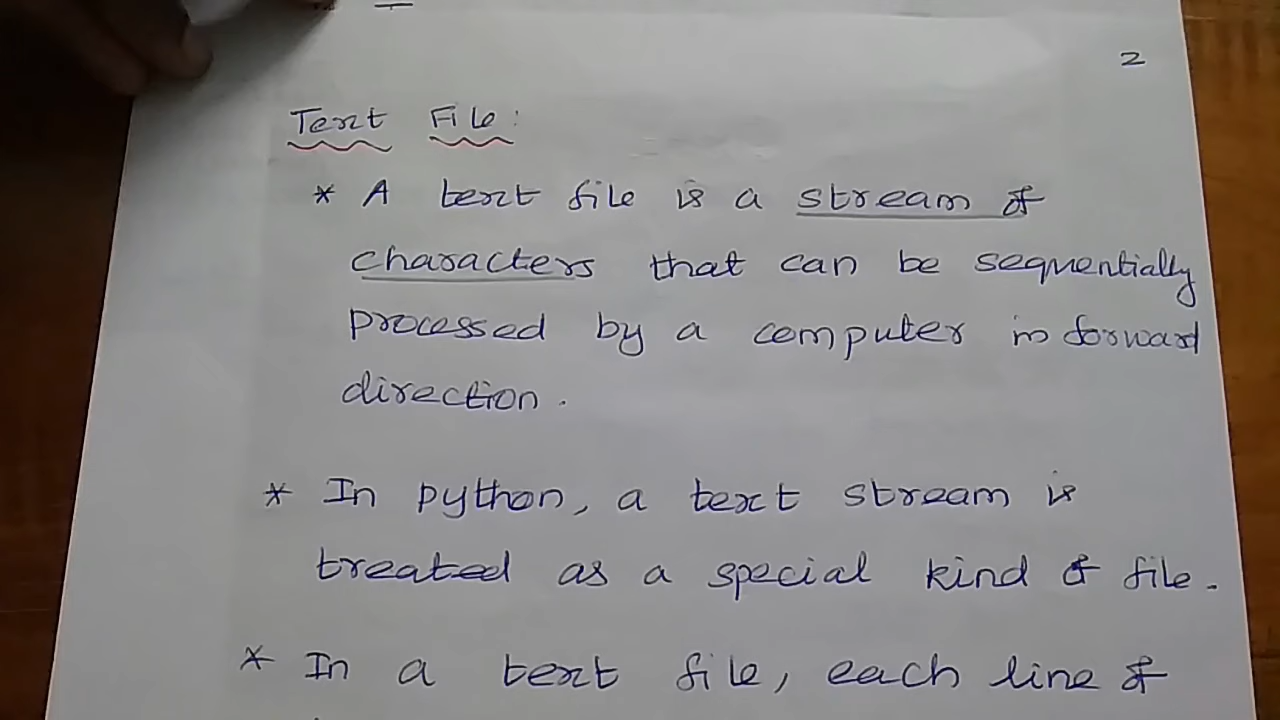 2
Text File:
* A text file is a stream of
characters that can be sequentially
processed by a computer in forward
direction.
* In python, a text stream is
treated as a special kind of file.
* In a text file, each line of